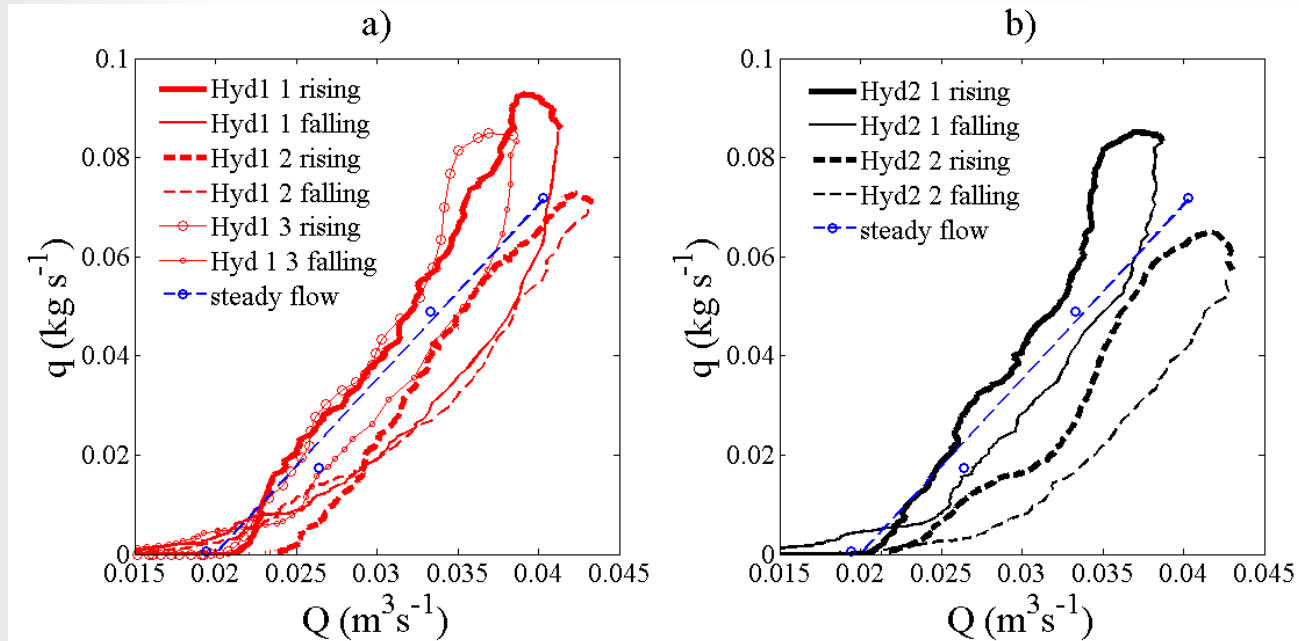 a)
0.1
0.08
0.06
0.04
0.02
0
q (kg s⁻¹)
Hyd1 1 rising
Hyd1 1 falling
Hyd1 2 rising
Hyd1 2 falling
Hyd1 3 rising
Hyd 1 3 falling
steady flow
0.015 0.02 0.025 0.03 0.035 0.04 0.045
Q (m³s⁻¹)
b)
0.1
0.08
0.06
0.04
0.02
0
q (kg s⁻¹)
Hyd2 1 rising
Hyd2 1 falling
Hyd2 2 rising
Hyd2 2 falling
steady flow
0.015 0.02 0.025 0.03 0.035 0.04 0.045
Q (m³s⁻¹)